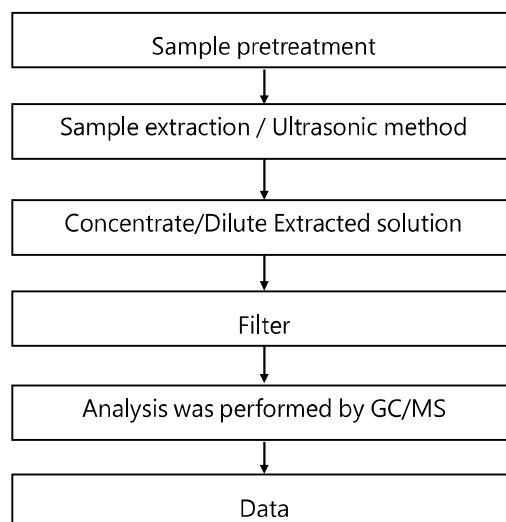 Sample pretreatment
Sample extraction / Ultrasonic method
Concentrate/Dilute Extracted solution
Filter
Analysis was performed by GC/MS
Data